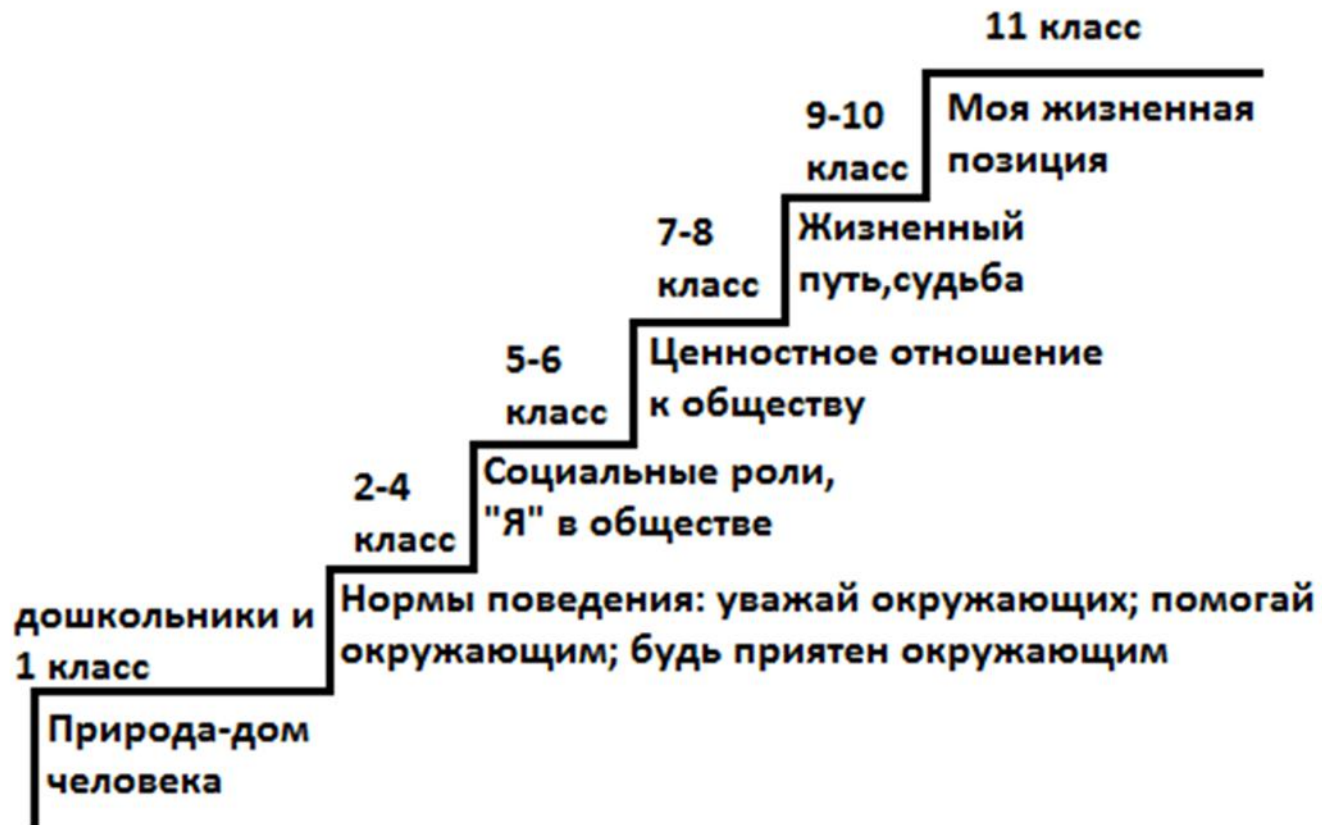 11 класс
Моя жизненная
позиция
9-10
класс
Жизненный
путь,судьба
7-8
класс
Ценностное отношение
к обществу
5-6
класс
Социальные роли,
"Я" в обществе
2-4
класс
Нормы поведения: уважай окружающих; помогай
окружающим; будь приятен окружающим
дошкольники и
1 класс
Природа-дом
человека